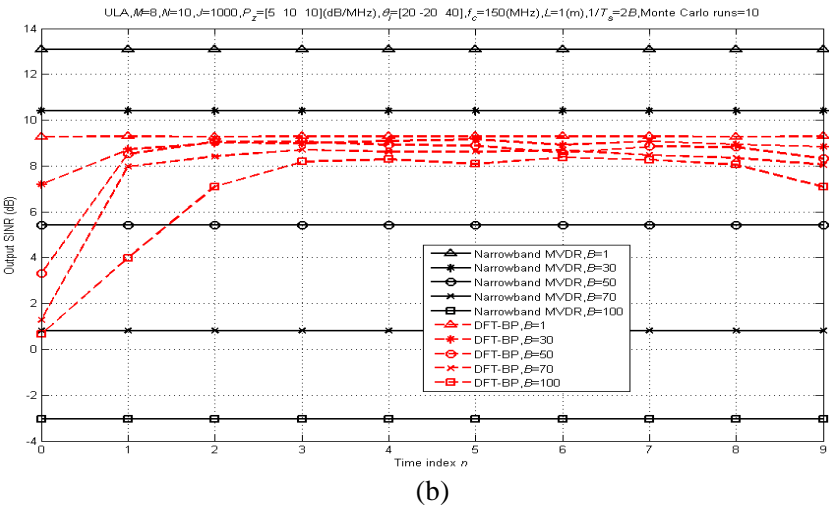 ULA,M=8,N=10,J=1000,P_z=[5 10 10](dB/MHz),θ_i=[20 -20 40],f_c=150(MHz),L=1(m),1/T_s=2B,Monte Carlo runs=10
14
12
10
8
6
4
2
0
-2
-4
Output SINR (dB)
Narrowband MVDR,B=1
Narrowband MVDR,B=30
Narrowband MVDR,B=50
Narrowband MVDR,B=70
Narrowband MVDR,B=100
DFT-BP,B=1
DFT-BP,B=30
DFT-BP,B=50
DFT-BP,B=70
DFT-BP,B=100
0 1 2 3 4 5 6 7 8 9
Time index n
(b)